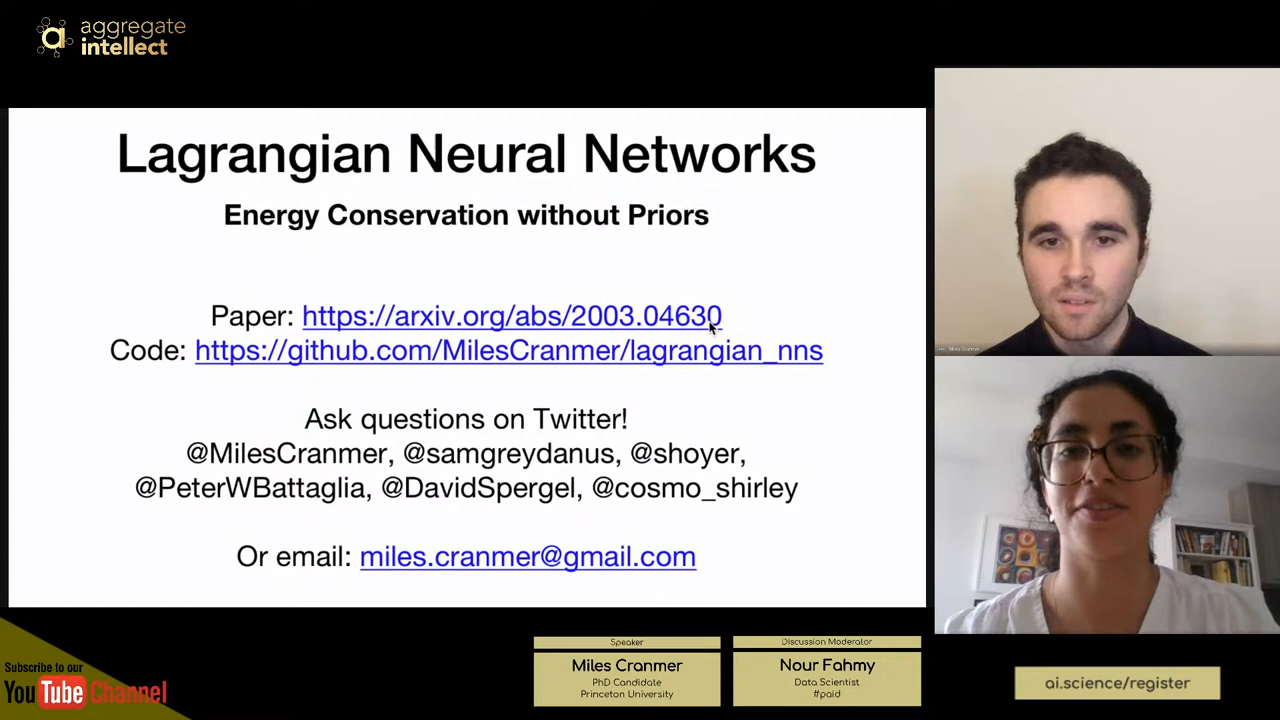 aggregate
intellect
Lagrangian Neural Networks
Energy Conservation without Priors
Paper: https://arxiv.org/abs/2003.04630
Code: https://github.com/MilesCranmer/lagrangian_nns
Ask questions on Twitter!
@MilesCranmer, @samgreydanus, @shoyer,
@PeterWBattaglia, @DavidSpergel, @cosmo_shirley
Or email: miles.cranmer@gmail.com
Miles Cranmer
Subscribe to our
YouTube Channel
Speaker
Miles Cranmer
PhD Candidate
Princeton University
Discussion Moderator
Nour Fahmy
Data Scientist
#paid
ai.science/register